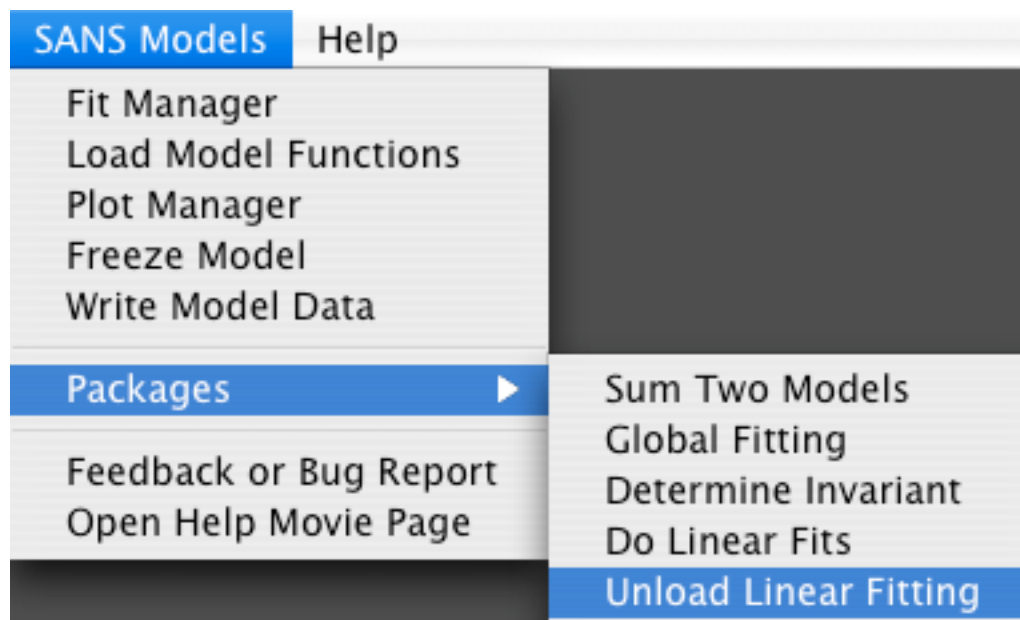 SANS Models Help
Fit Manager
Load Model Functions
Plot Manager
Freeze Model
Write Model Data
Packages
Feedback or Bug Report
Open Help Movie Page
Sum Two Models
Global Fitting
Determine Invariant
Do Linear Fits
Unload Linear Fitting